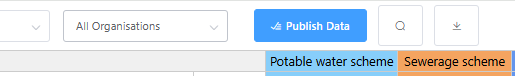 All Organisations
Publish Data
Potable water scheme
Sewerage scheme